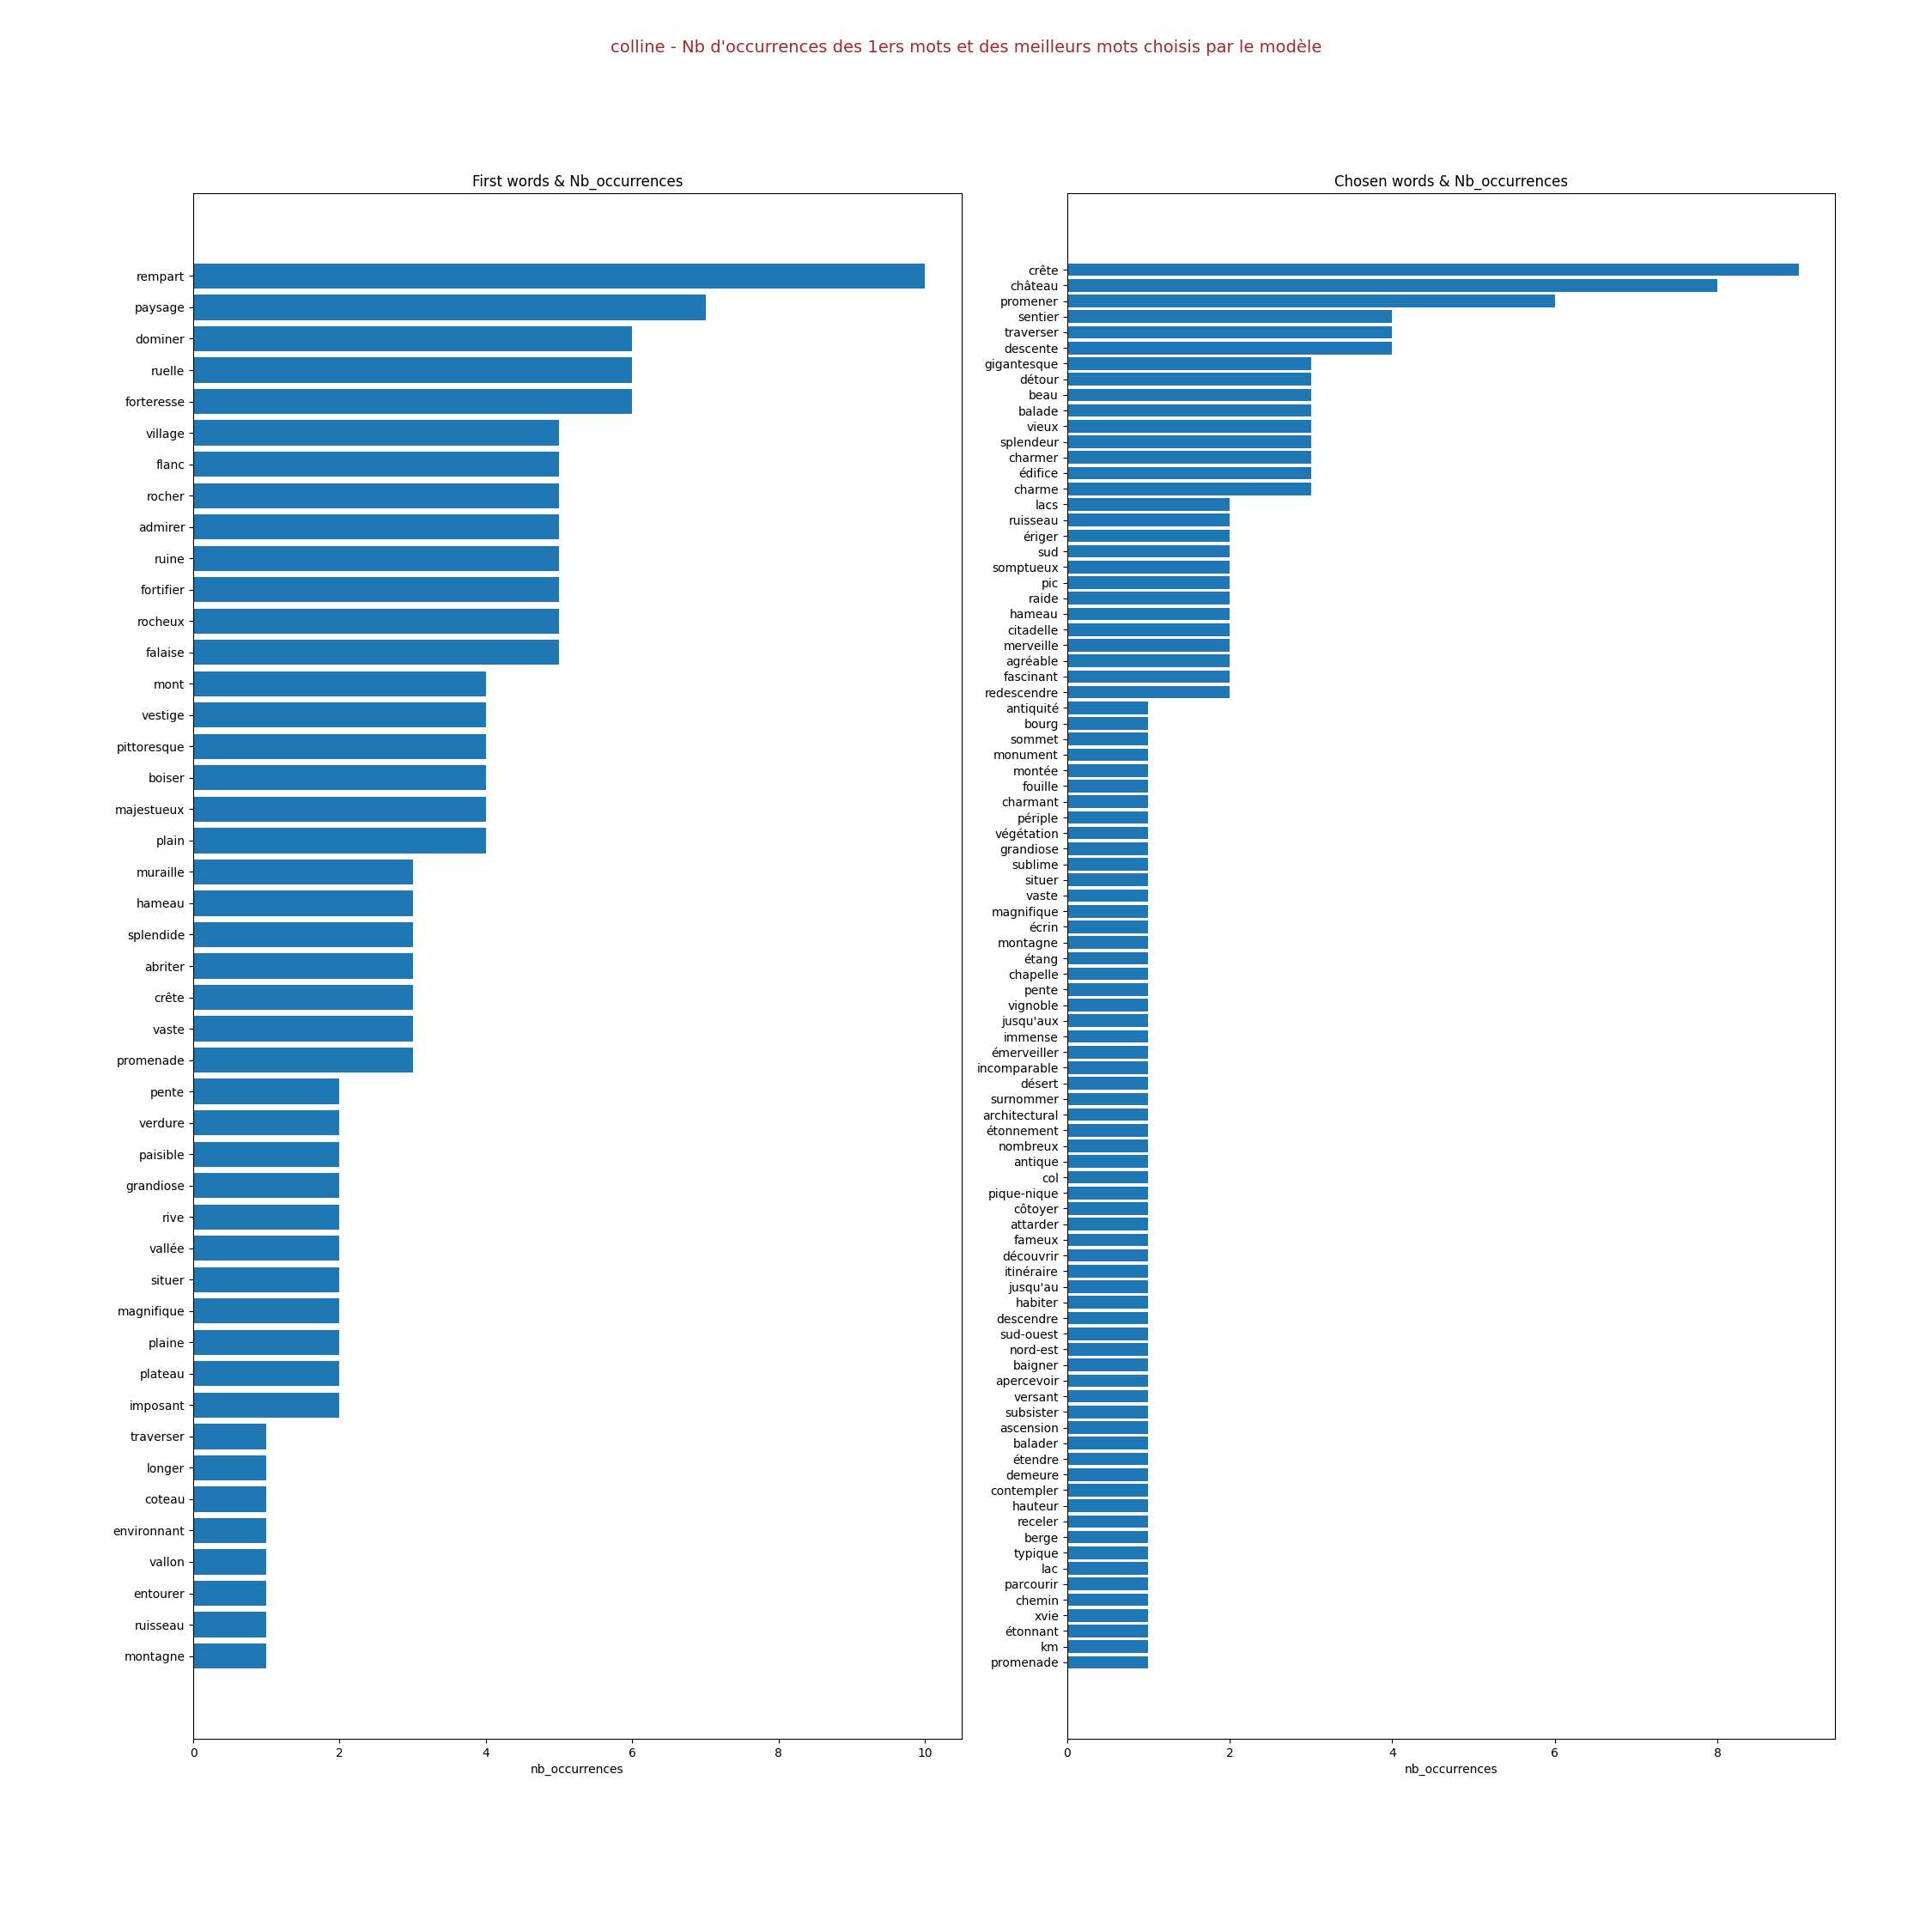 colline - Nb d'occurrences des 1ers mots et des meilleurs mots choisis par le modèle
First words & Nb_occurrences
rempart
paysage
dominer
ruelle
forteresse
village
flanc
rocher
admirer
ruine
fortifier
rocheux
falaise
mont
vestige
pittoresque
boiser
majestueux
plain
muraille
hameau
splendide
abriter
crête
vaste
promenade
pente
verdure
paisible
grandiose
rive
vallée
situer
magnifique
plaine
plateau
imposant
traverser
longer
coteau
environnant
vallon
entourer
ruisseau
montagne
0 2 4 6 8 10
nb_occurrences
Chosen words & Nb_occurrences
crête
château
promener
sentier
traverser
descente
gigantesque
détour
beau
balade
vieux
splendeur
charmer
édifice
charme
lacs
ruisseau
ériger
sud
somptueux
pic
raide
hameau
citadelle
merveille
agréable
fascinant
redescendre
antiquité
bourg
sommet
monument
montée
fouille
charmant
périple
végétation
grandiose
sublime
situer
vaste
magnifique
écrin
montagne
étang
chapelle
pente
vignoble
jusqu'aux
immense
émerveiller
incomparable
désert
surnommer
architectural
étonnement
nombreux
antique
col
pique-nique
côtoyer
attarder
fameux
découvrir
itinéraire
jusqu'au
habiter
descendre
sud-ouest
nord-est
baigner
apercevoir
versant
subsister
ascension
balader
étendre
demeure
contempler
hauteur
receler
berge
typique
lac
parcourir
chemin
xvie
étonnant
km
promenade
0 2 4 6 8
nb_occurrences